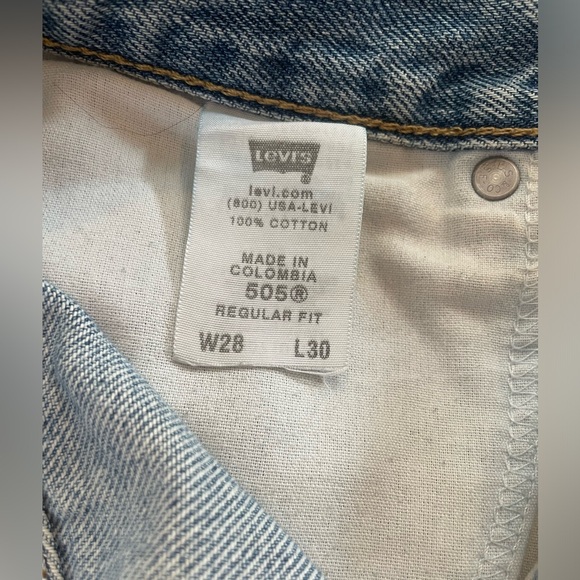 Levi's
levi.com
(800) USA-LEVI
100% COTTON
MADE IN
COLOMBIA
505®
REGULAR FIT
W28 L30